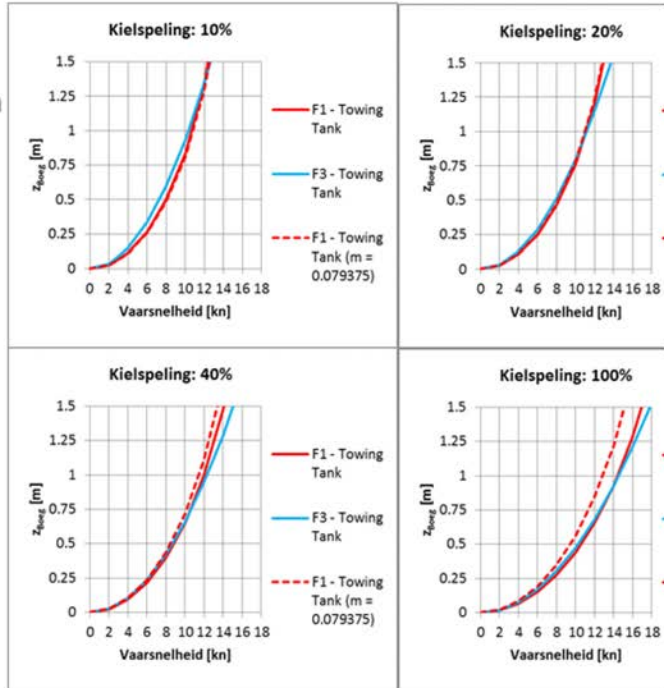 Kielspeling: 10%
z_Boeg [m]
1.5
1.25
1
0.75
0.5
0.25
0
0 2 4 6 8 10 12 14 16 18
Vaarsnelheid [kn]
F1 - Towing
Tank
F3 - Towing
Tank
F1 - Towing
Tank (m =
0.079375)
Kielspeling: 20%
z_Boeg [m]
1.5
1.25
1
0.75
0.5
0.25
0
0 2 4 6 8 10 12 14 16 18
Vaarsnelheid [kn]
Kielspeling: 40%
z_Boeg [m]
1.5
1.25
1
0.75
0.5
0.25
0
0 2 4 6 8 10 12 14 16 18
Vaarsnelheid [kn]
F1 - Towing
Tank
F3 - Towing
Tank
F1 - Towing
Tank (m =
0.079375)
Kielspeling: 100%
z_Boeg [m]
1.5
1.25
1
0.75
0.5
0.25
0
0 2 4 6 8 10 12 14 16 18
Vaarsnelheid [kn]